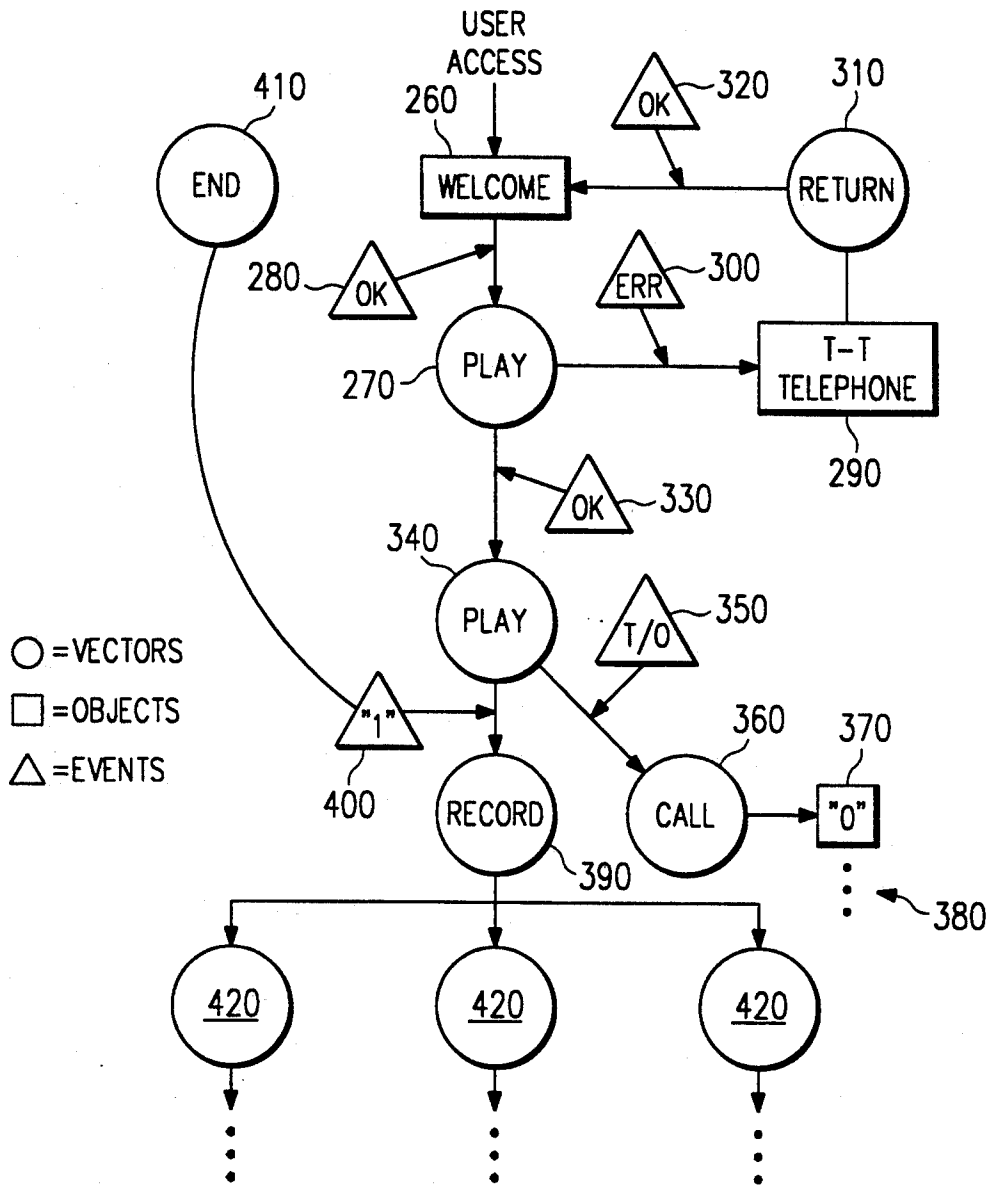 USER
ACCESS
410
260
OK
320
310
END
WELCOME
RETURN
280
OK
ERR
300
PLAY
270
T-T
TELEPHONE
290
OK
330
340
PLAY
T/O
350
=VECTORS
=OBJECTS
=EVENTS
"1"
400
360
370
RECORD
CALL
"0"
390
380
420
420
420